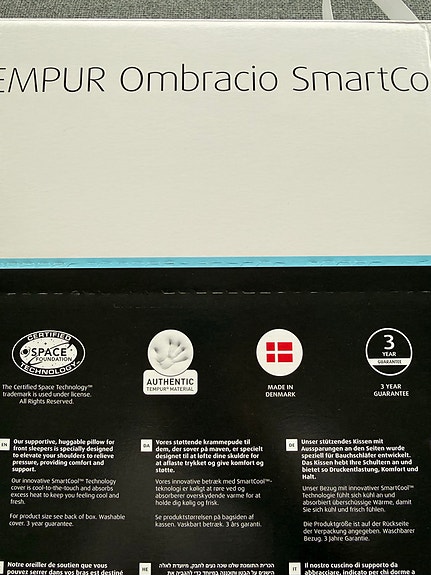 EMPUR Ombracio SmartCo
CERTIFIED
SPACE
FOUNDATION
TECHNOLOGY
AUTHENTIC
TEMPUR® MATERIAL
3
YEAR
GUARANTEE
The Certified Space Technology™
trademark is used under license.
All Rights Reserved.
MADE IN
DENMARK
3 YEAR
GUARANTEE
EN
Our supportive, huggable pillow for
front sleepers is specially designed
to elevate your shoulders to relieve
pressure, providing comfort and
support.
Our innovative SmartCool™ Technology
cover is cool-to-the-touch and absorbs
excess heat to keep you feeling cool and
fresh.
For product size see back of box. Washable
cover. 3 year guarantee.
DA
Vores støttende krammepude til
dem, der sover på maven, er specielt
designet til at løfte dine skuldre for
at aflaste trykket og give komfort og
støtte.
Vores innovative betræk med SmartCool™-
teknologi er køligt at røre ved og
absorberer overskydende varme for at
holde dig kølig og frisk.
Se produktstørrelsen på bagsiden af
kassen. Vaskbart betræk. 3 års garanti.
DE
Unser stützendes Kissen mit
Aussparungen an den Seiten wurde
speziell für Bauchschläfer entwickelt.
Das Kissen hebt Ihre Schultern an und
bietet so Druckentlastung, Komfort und
Halt.
Unser Bezug mit innovativer SmartCool™
Technologie fühlt sich kühl an und
absorbiert überschüssige Wärme, damit
Sie sich kühl und frisch fühlen.
Die Produktgröße ist auf der Rückseite
der Verpackung angegeben. Waschbarer
Bezug. 3 Jahre Garantie.
Notre oreiller de soutien que vous
pouvez serrer dans vos bras est destiné
HE
הכרית התומכת שלנו שכיף לחבק, מיועדת לאלה
IT
Il nostro cuscino di supporto da
abbracciare, indicato per chi dorme a